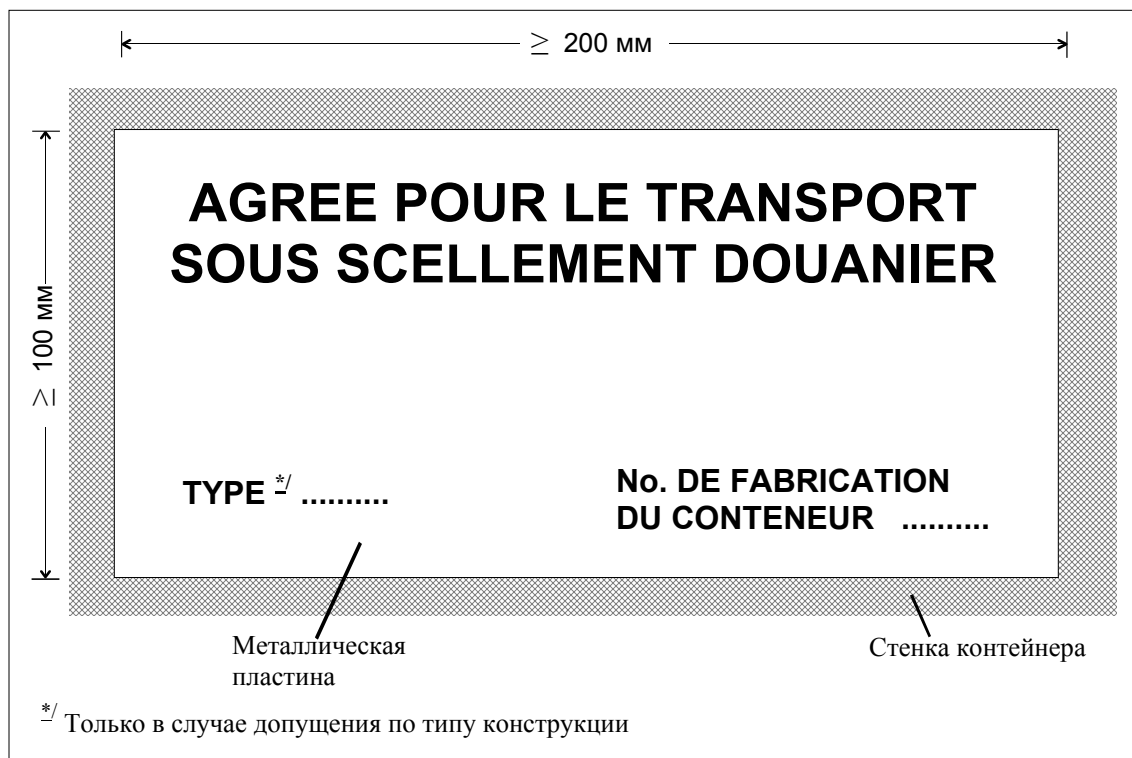 ≥ 200 мм
≥ 100 мм
AGREE POUR LE TRANSPORT
SOUS SCELLEMENT DOUANIER
TYPE */ ..........
No. DE FABRICATION
DU CONTENEUR ..........
Металлическая
пластина
Стенка контейнера
*/ Только в случае допущения по типу конструкции